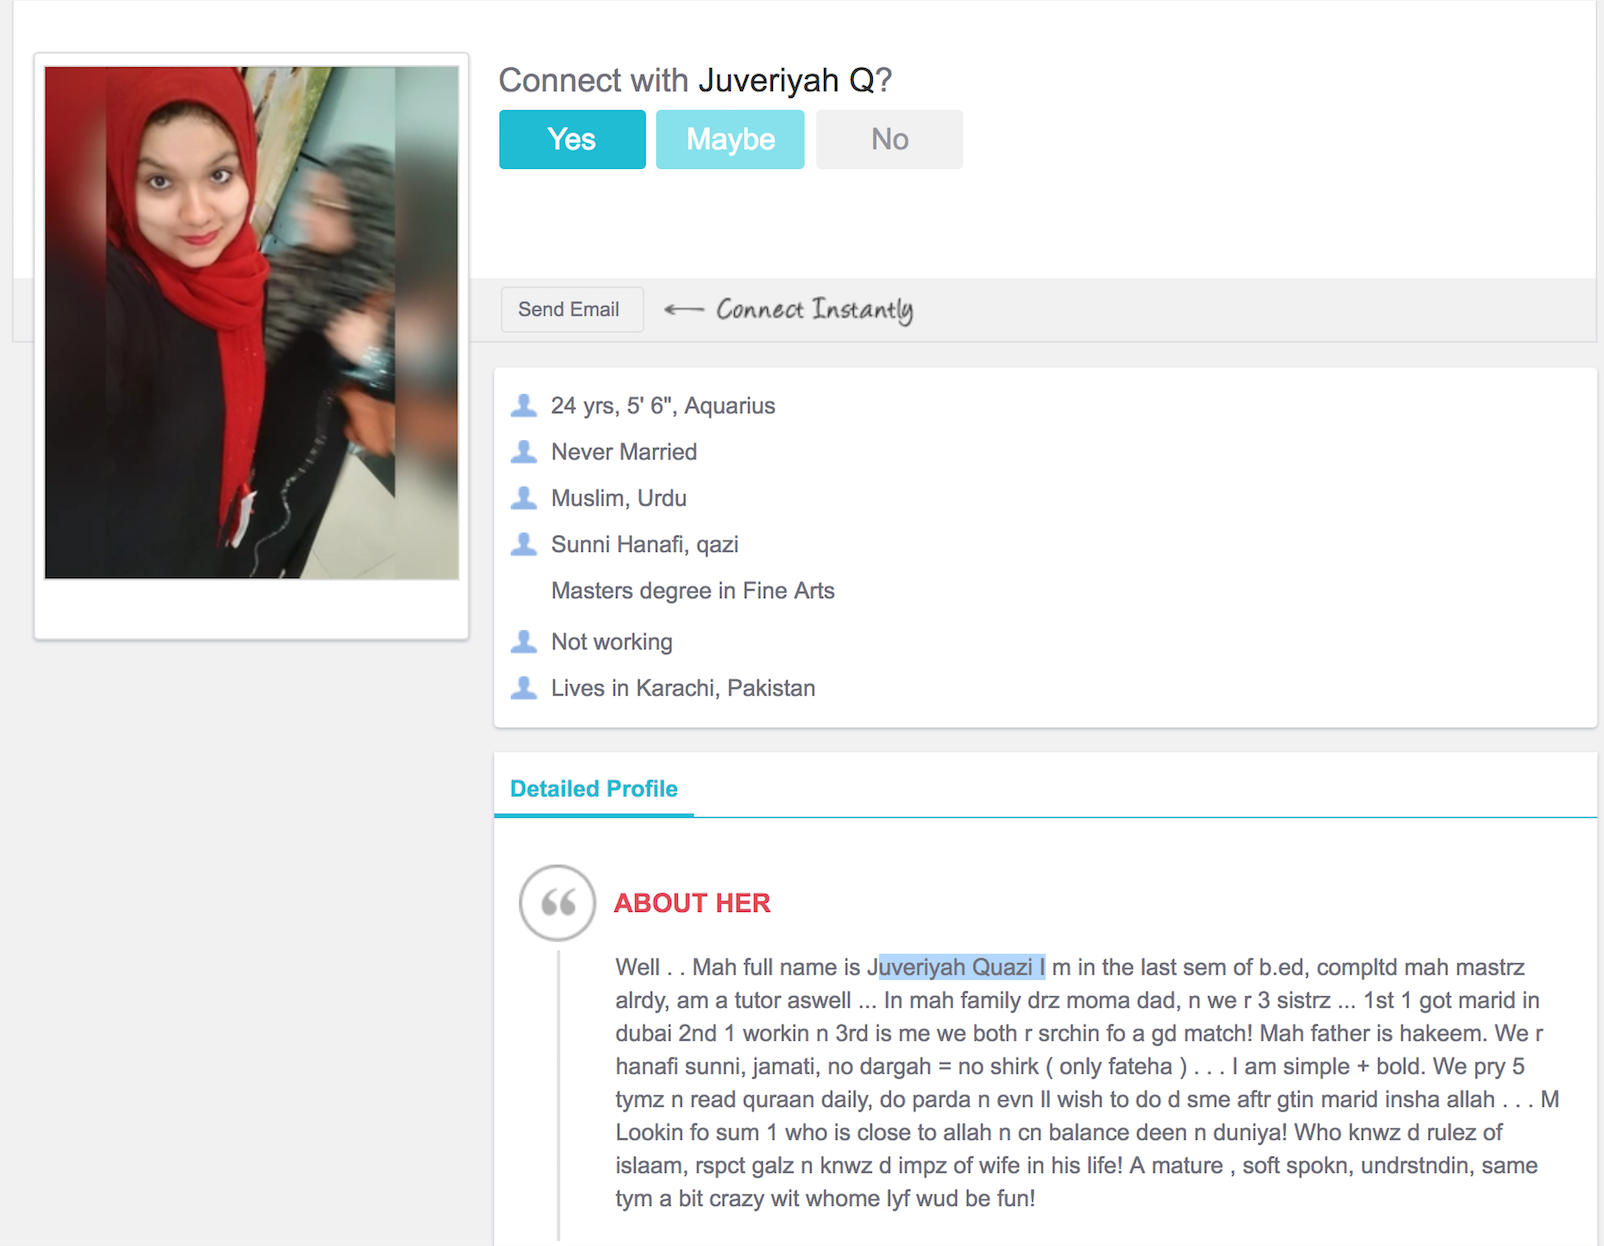 Connect with Juveriyah Q?
Yes
Maybe
No
Send Email
Connect Instantly
24 yrs, 5' 6", Aquarius
Never Married
Muslim, Urdu
Sunni Hanafi, qazi
Masters degree in Fine Arts
Not working
Lives in Karachi, Pakistan
Detailed Profile
ABOUT HER
Well . . Mah full name is Juveriyah Quazi I m in the last sem of b.ed, compltd mah mastrz
alrdy, am a tutor aswell ... In mah family drz moma dad, n we r 3 sistrz ... 1st 1 got marid in
dubai 2nd 1 workin n 3rd is me we both r srchin fo a gd match! Mah father is hakeem. We r
hanafi sunni, jamati, no dargah = no shirk ( only fateha ) . . . I am simple + bold. We pry 5
tymz n read quraan daily, do parda n evn ll wish to do d sme aftr gtin marid insha allah . . . M
Lookin fo sum 1 who is close to allah n cn balance deen n duniya! Who knwz d rulez of
islaam, rspct galz n knwz d impz of wife in his life! A mature , soft spokn, undrstndin, same
tym a bit crazy wit whome lyf wud be fun!